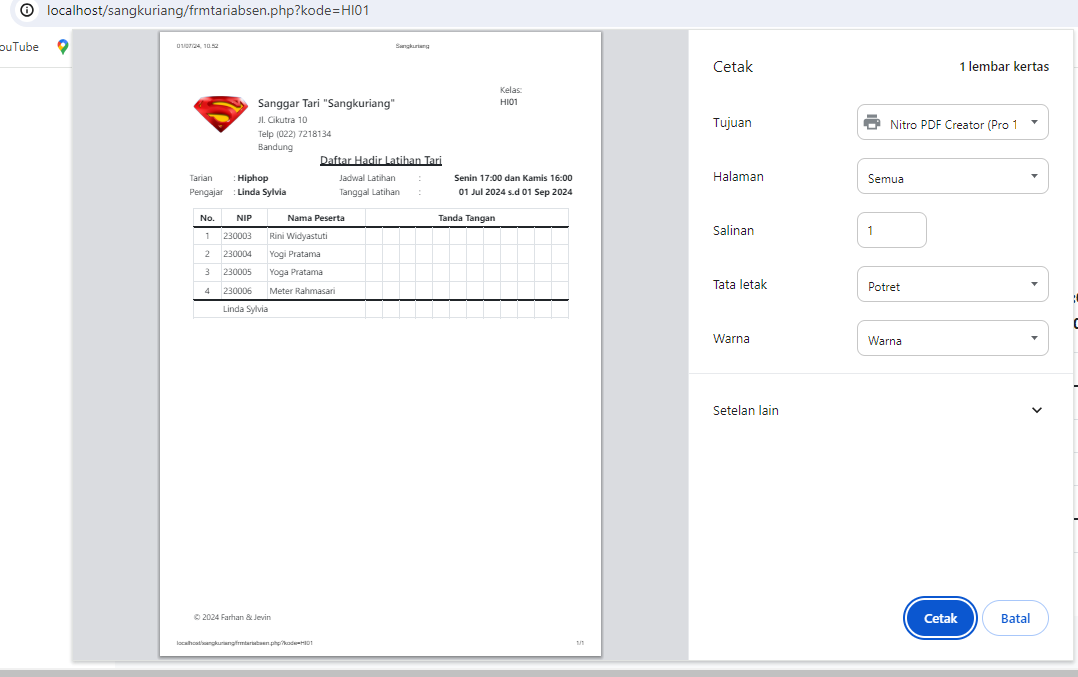 localhost/sangkuriang/frmtariabsen.php?kode=HI01
ouTube
01/07/24, 10.52 Sangkuriang
Kelas:
HI01
Sanggar Tari "Sangkuriang"
Jl. Cikutra 10
Telp (022) 7218134
Bandung
Daftar Hadir Latihan Tari
Tarian : Hiphop Jadwal Latihan : Senin 17:00 dan Kamis 16:00
Pengajar : Linda Sylvia Tanggal Latihan : 01 Jul 2024 s.d 01 Sep 2024
No. NIP Nama Peserta Tanda Tangan
1 230003 Rini Widyastuti
2 230004 Yogi Pratama
3 230005 Yoga Pratama
4 230006 Meter Rahmasari
Linda Sylvia
© 2024 Farhan & Jevin
localhost/sangkuriang/frmtariabsen.php?kode=HI01 1/1
Cetak 1 lembar kertas
Tujuan Nitro PDF Creator (Pro 1
Halaman Semua
Salinan 1
Tata letak Potret
Warna Warna
Setelan lain
Cetak Batal